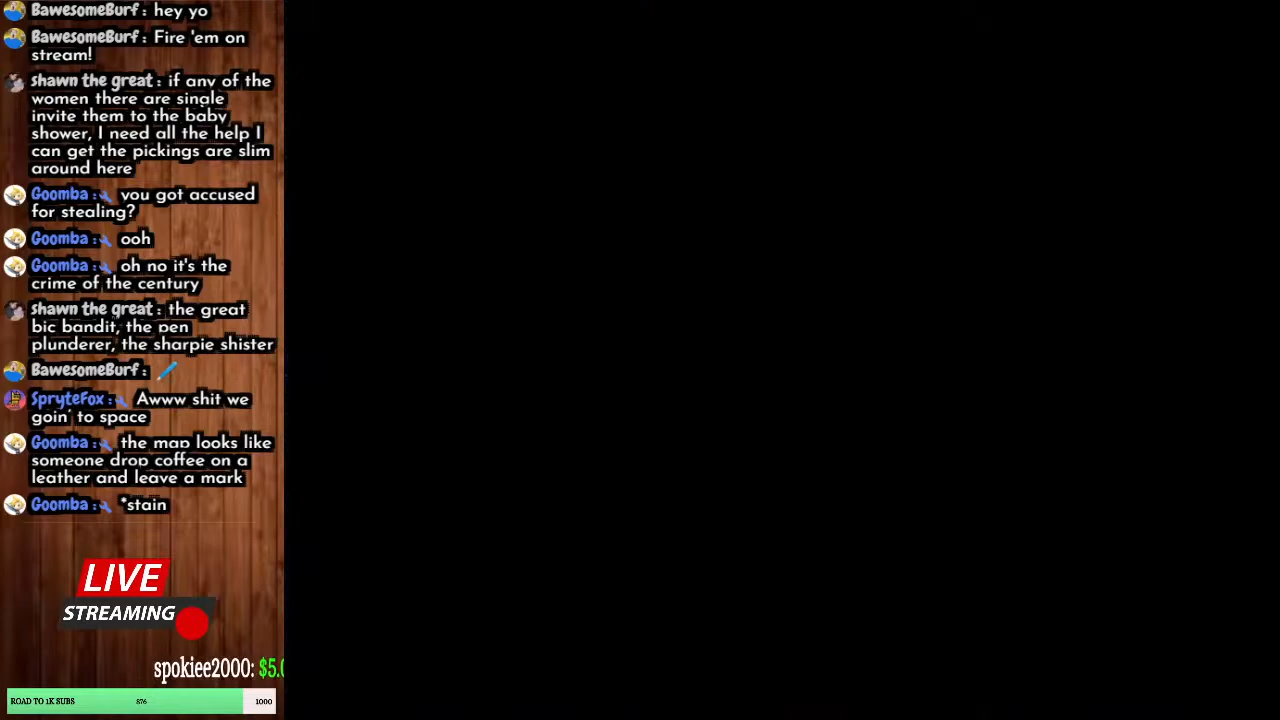 BawesomeBurf : hey yo
BawesomeBurf : Fire 'em on
stream!
shawn the great : if any of the
women there are single
invite them to the baby
shower, I need all the help I
can get the pickings are slim
around here
Goomba : you got accused
for stealing?
Goomba : ooh
Goomba : oh no it's the
crime of the century
shawn the great : the great
bic bandit, the pen
plunderer, the sharpie shister
BawesomeBurf :
SpryteFox : Awww shit we
goin' to space
Goomba : the map looks like
someone drop coffee on a
leather and leave a mark
Goomba : *stain
LIVE
STREAMING
spokiee2000: $5.0
ROAD TO 1K SUBS 876 1000